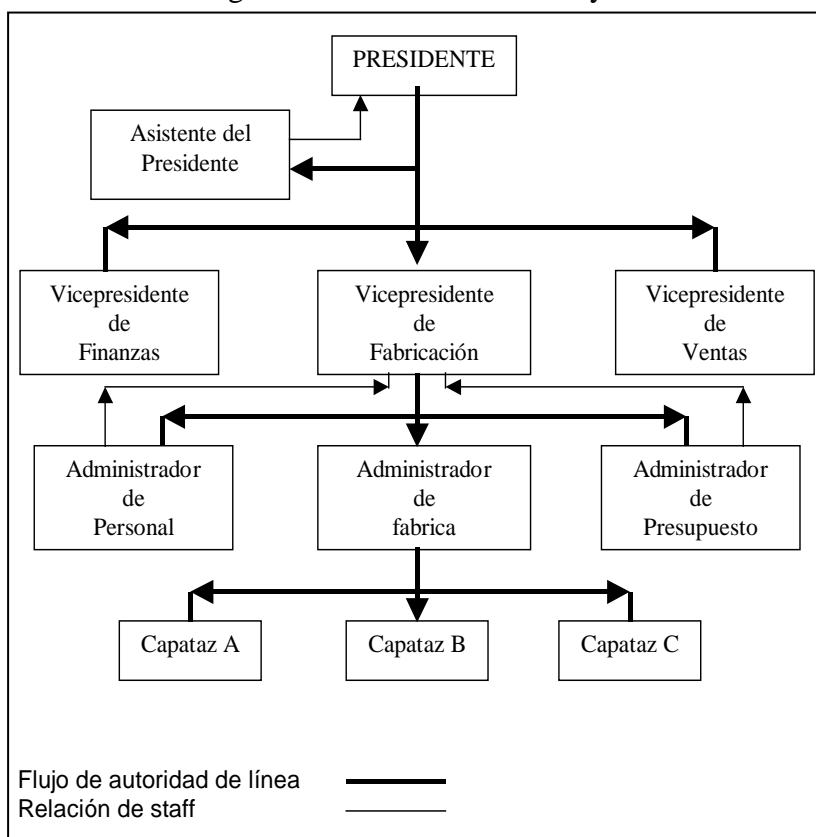 PRESIDENTE
Asistente del
Presidente
Vicepresidente
de
Finanzas
Vicepresidente
de
Fabricación
Vicepresidente
de
Ventas
Administrador
de
Personal
Administrador
de
fabrica
Administrador
de
Presupuesto
Capataz A
Capataz B
Capataz C
Flujo de autoridad de línea
Relación de staff